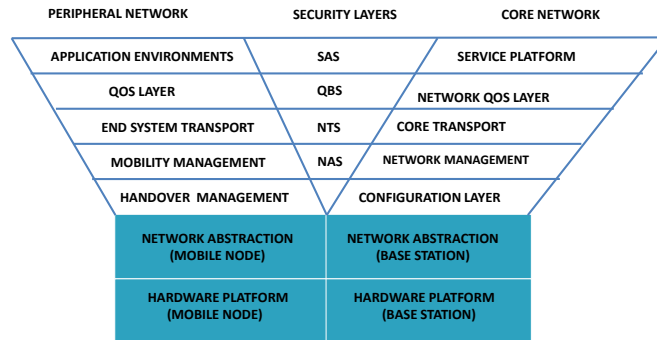 PERIPHERAL NETWORK SECURITY LAYERS CORE NETWORK
APPLICATION ENVIRONMENTS SAS SERVICE PLATFORM
QOS LAYER QBS NETWORK QOS LAYER
END SYSTEM TRANSPORT NTS CORE TRANSPORT
MOBILITY MANAGEMENT NAS NETWORK MANAGEMENT
HANDOVER MANAGEMENT CONFIGURATION LAYER
NETWORK ABSTRACTION NETWORK ABSTRACTION
(MOBILE NODE) (BASE STATION)
HARDWARE PLATFORM HARDWARE PLATFORM
(MOBILE NODE) (BASE STATION)